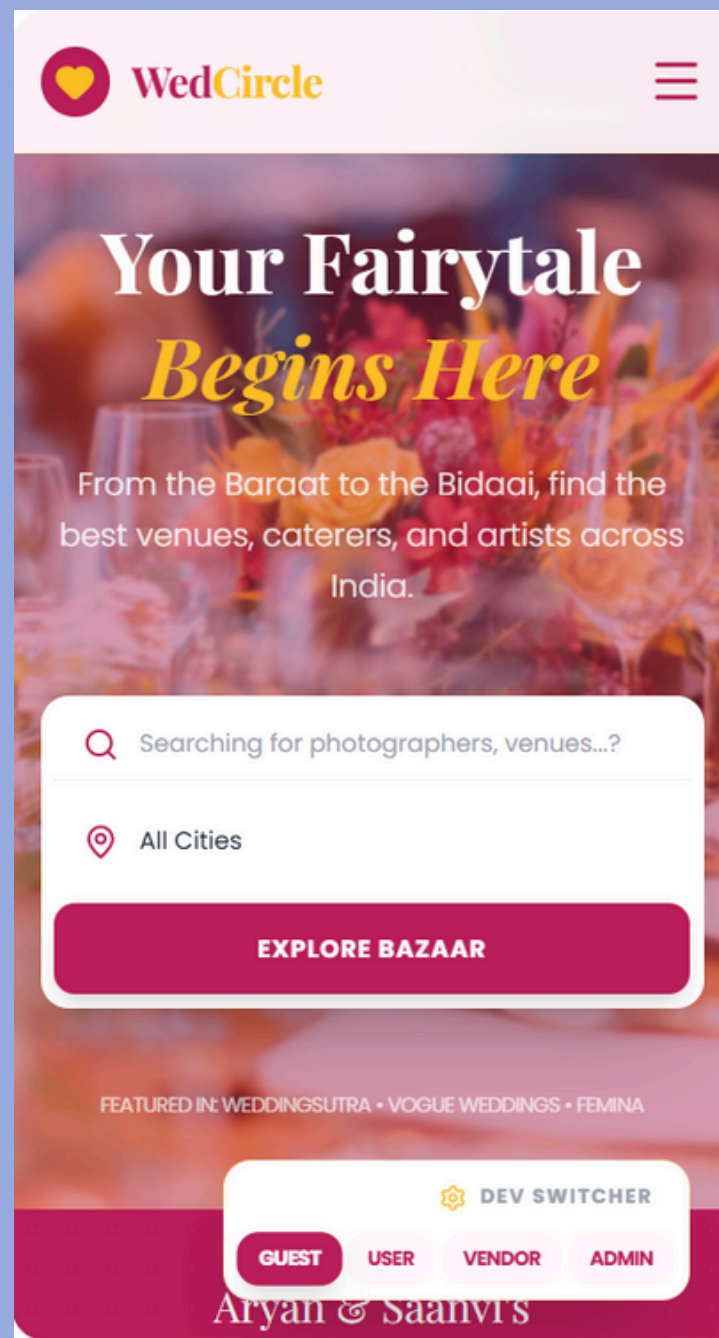 WedCircle
Your Fairytale
Begins Here
From the Baraat to the Bidaai, find the
best venues, caterers, and artists across
India.
Searching for photographers, venues...?
All Cities
EXPLORE BAZAAR
FEATURED IN: WEDDINGSUTRA • VOGUE WEDDINGS • FEMINA
DEV SWITCHER
GUEST USER VENDOR ADMIN
Aryan & Saanvi's